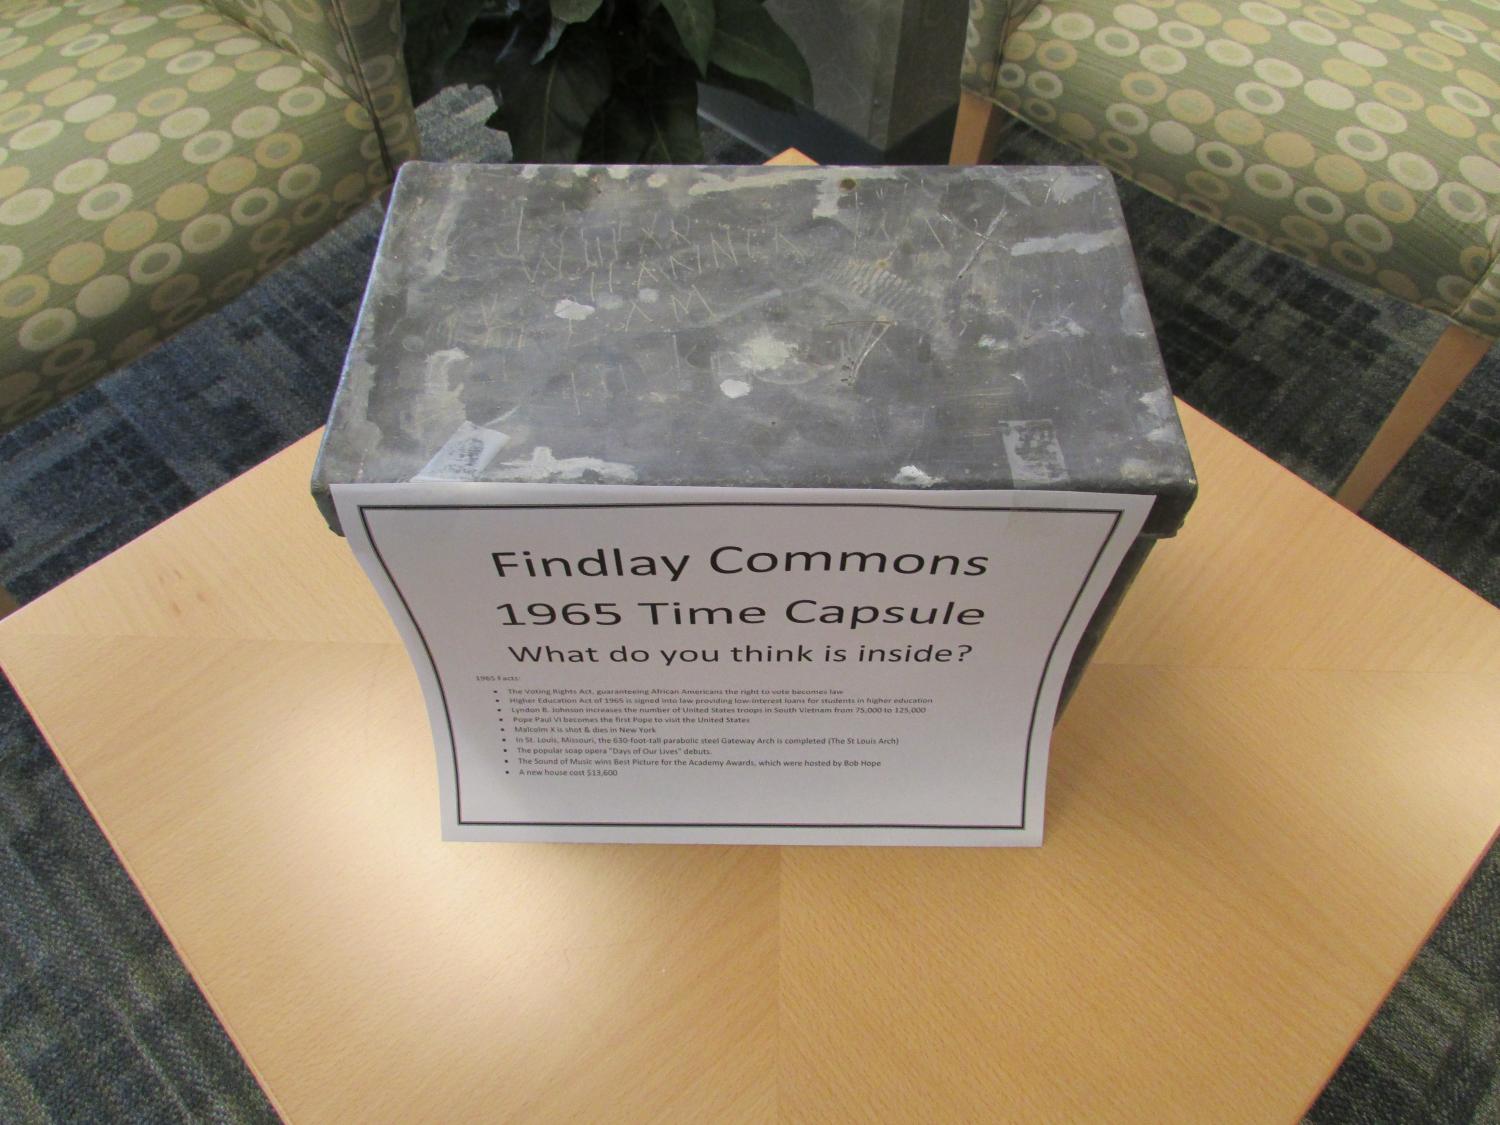 Findlay Commons
1965 Time Capsule
What do you think is inside?
1965 Facts:
• The Voting Rights Act, guaranteeing African Americans the right to vote becomes law
• Higher Education Act of 1965 is signed into law providing low-interest loans for students in higher education
• Lyndon B. Johnson increases the number of United States troops in South Vietnam from 75,000 to 125,000
• Pope Paul VI becomes the first Pope to visit the United States
• Malcolm X is shot & dies in New York
• In St. Louis, Missouri, the 630-foot-tall parabolic steel Gateway Arch is completed (The St Louis Arch)
• The popular soap opera "Days of Our Lives" debuts.
• The Sound of Music wins Best Picture for the Academy Awards, which were hosted by Bob Hope
• A new house cost $13,600